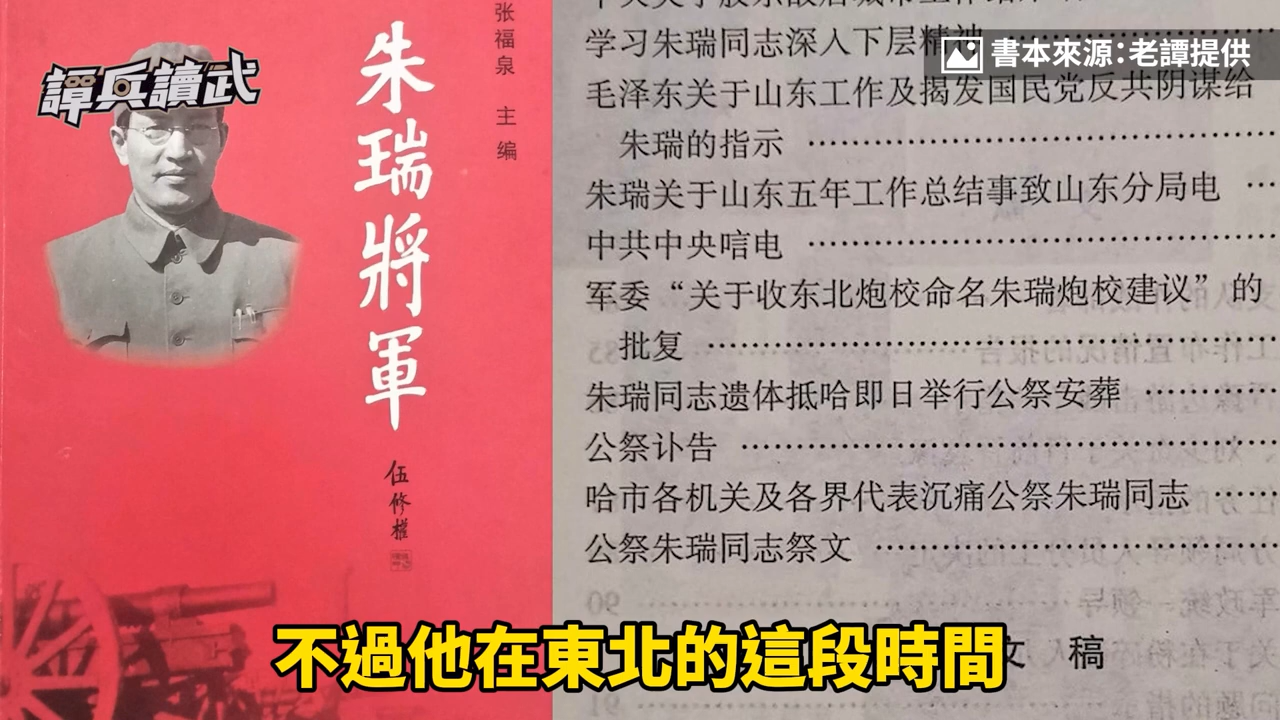 譚兵讀武
张福泉 主编
朱瑞將軍
伍修權
書本來源:老譚提供
学习朱瑞同志深入下层精神
毛泽东关于山东工作及揭发国民党反共阴谋给
朱瑞的指示 ……………………
朱瑞关于山东五年工作总结事致山东分局电 …
中共中央唁电 ……………………
军委“关于收东北炮校命名朱瑞炮校建议”的
批复 ……………………
朱瑞同志遗体抵哈即日举行公祭安葬 ………
公祭讣告 ……………………
哈市各机关及各界代表沉痛公祭朱瑞同志 ……
公祭朱瑞同志祭文 ……………………
文 稿
不過他在東北的這段時間